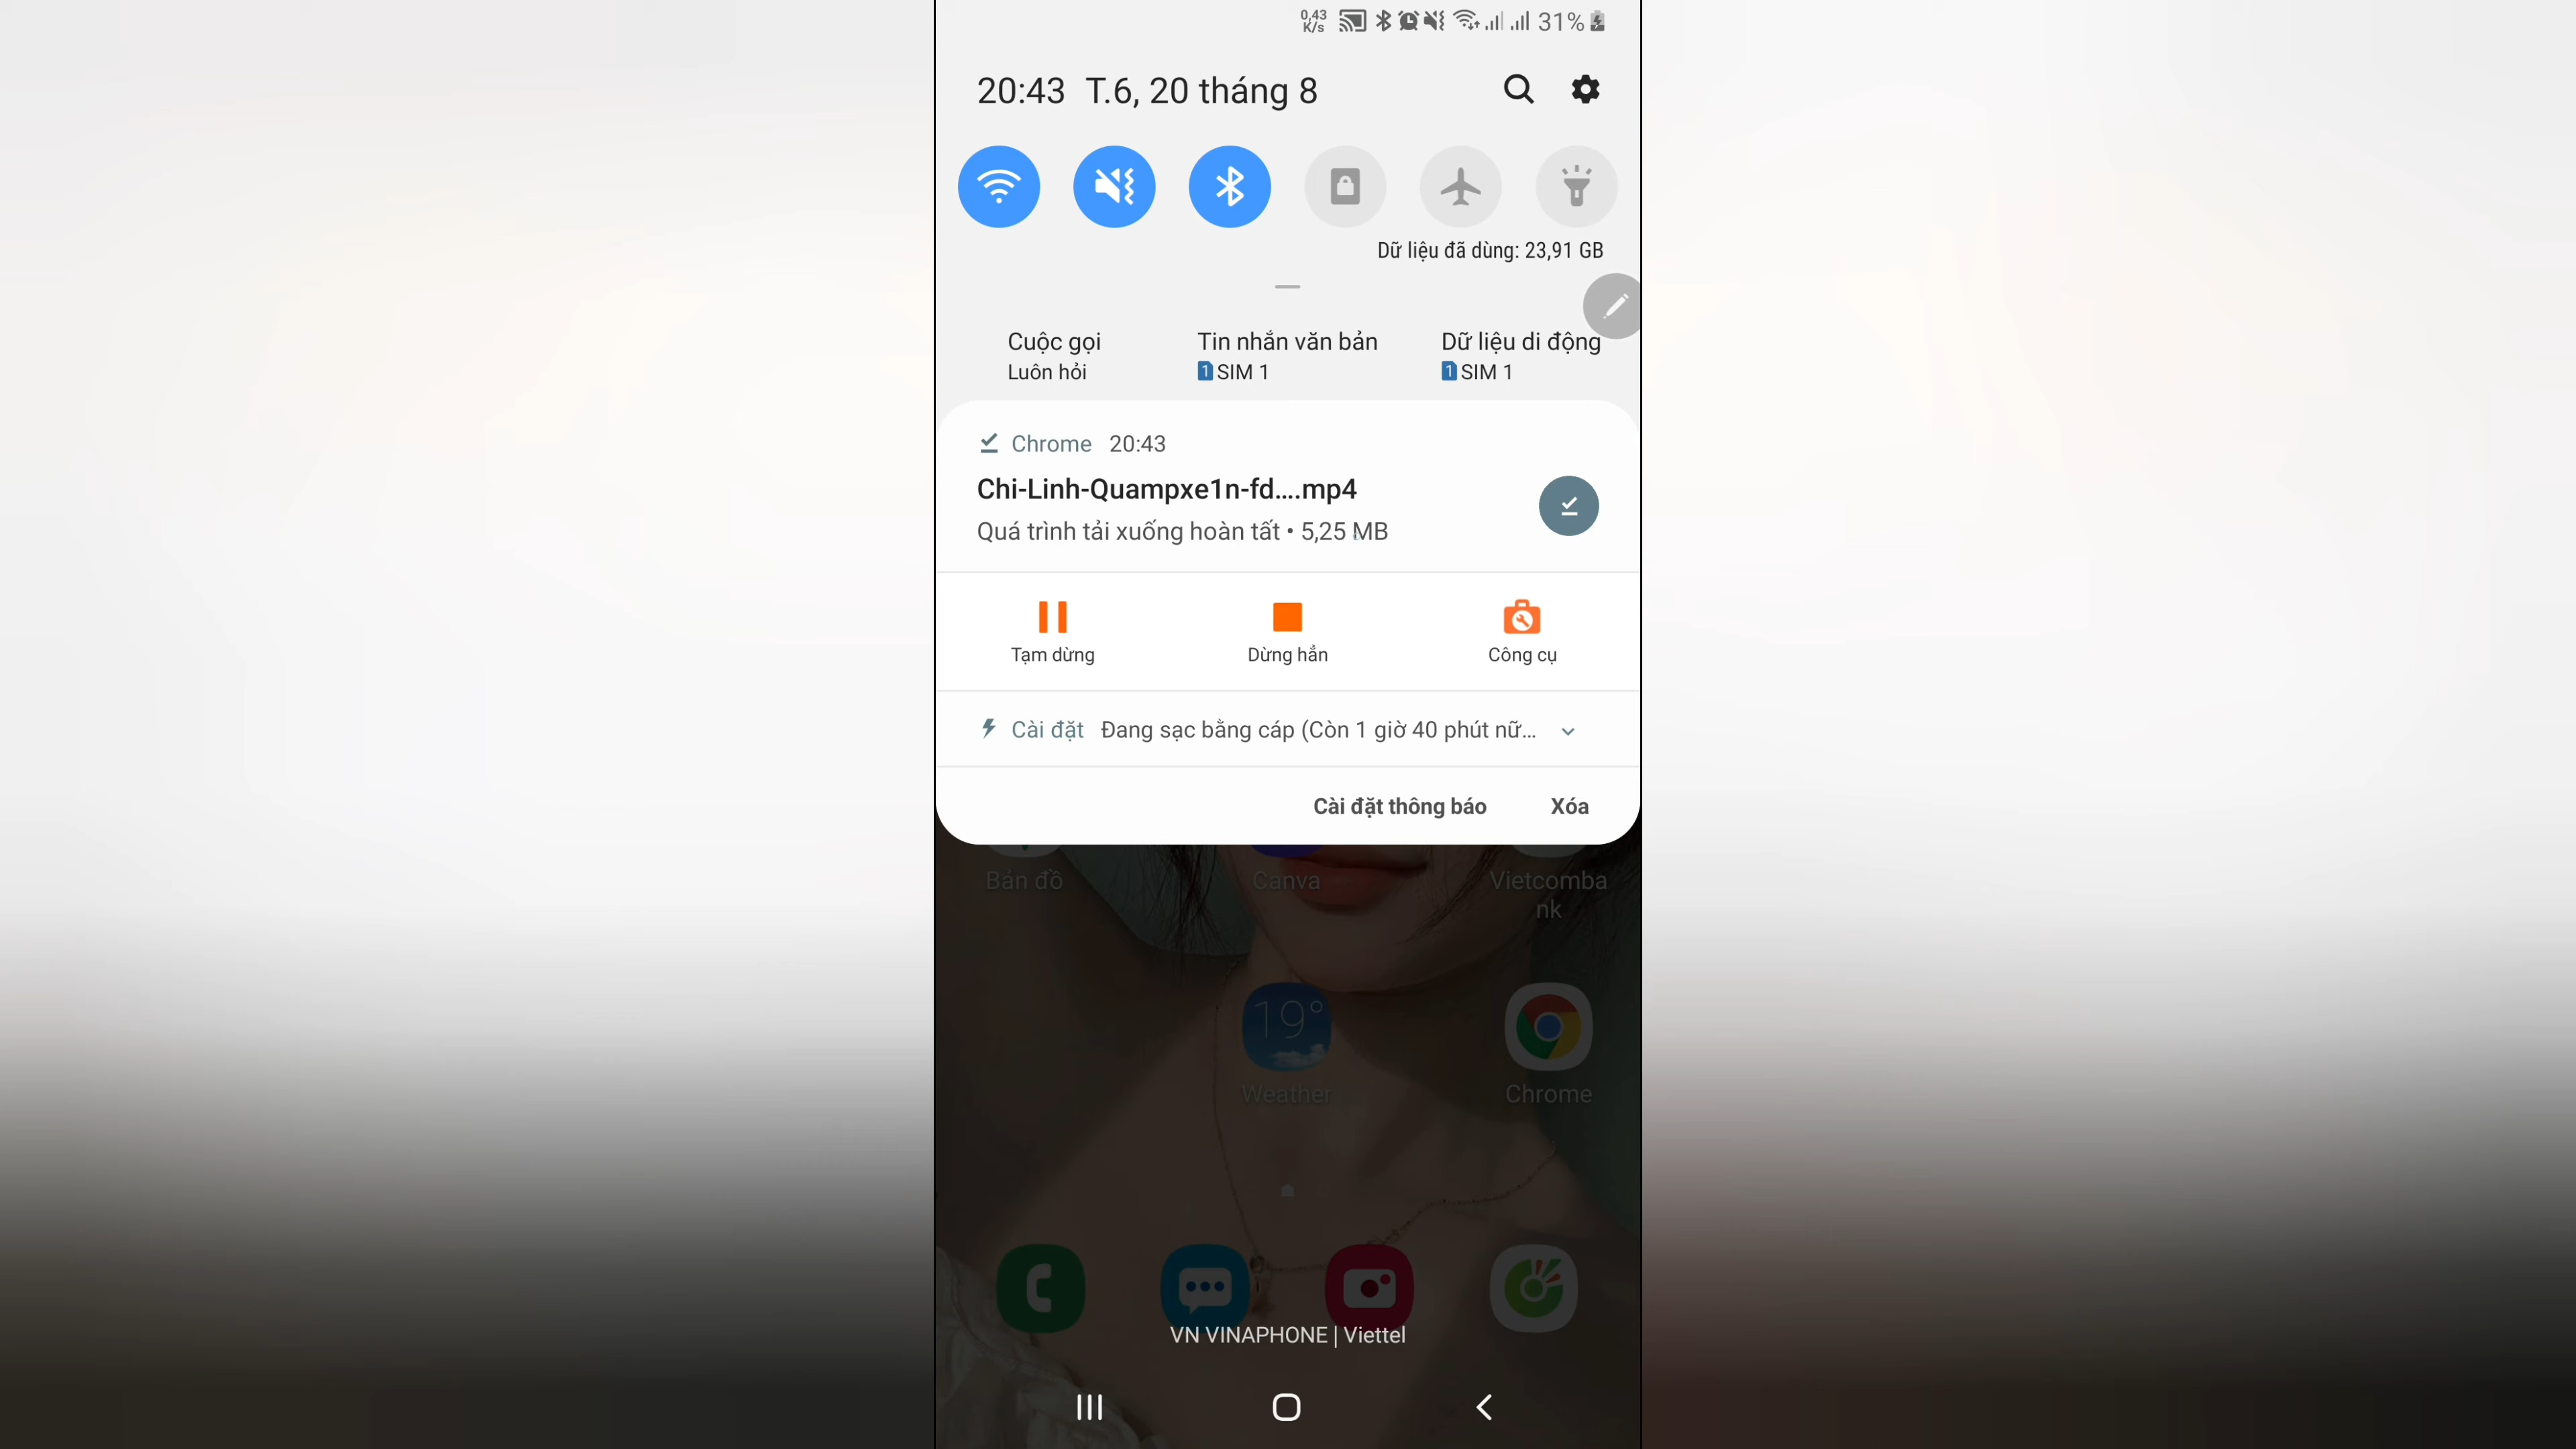 0,43
K/s
31%
20:43 T.6, 20 tháng 8
Dữ liệu đã dùng: 23,91 GB
Cuộc gọi
Luôn hỏi
Tin nhắn văn bản
1 SIM 1
Dữ liệu di động
1 SIM 1
Chrome 20:43
Chi-Linh-Quampxe1n-fd....mp4
Quá trình tải xuống hoàn tất • 5,25 MB
Tạm dừng
Dừng hẳn
Công cụ
Cài đặt Đang sạc bằng cáp (Còn 1 giờ 40 phút nữ...
Cài đặt thông báo
Xóa
Bản đồ
Canva
Vietcomba
nk
19°
Weather
Chrome
VN VINAPHONE | Viettel